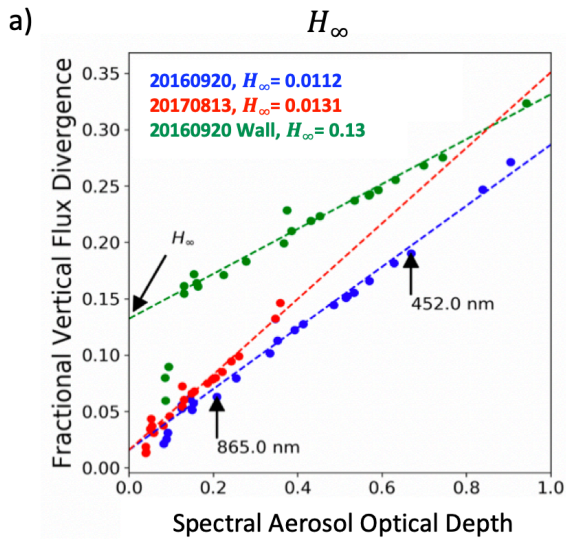 a)
H∞
Fractional Vertical Flux Divergence
0.35
0.30
0.25
0.20
0.15
0.10
0.05
0.00
20160920, H∞= 0.0112
20170813, H∞= 0.0131
20160920 Wall, H∞= 0.13
H∞
452.0 nm
865.0 nm
0.0 0.2 0.4 0.6 0.8 1.0
Spectral Aerosol Optical Depth